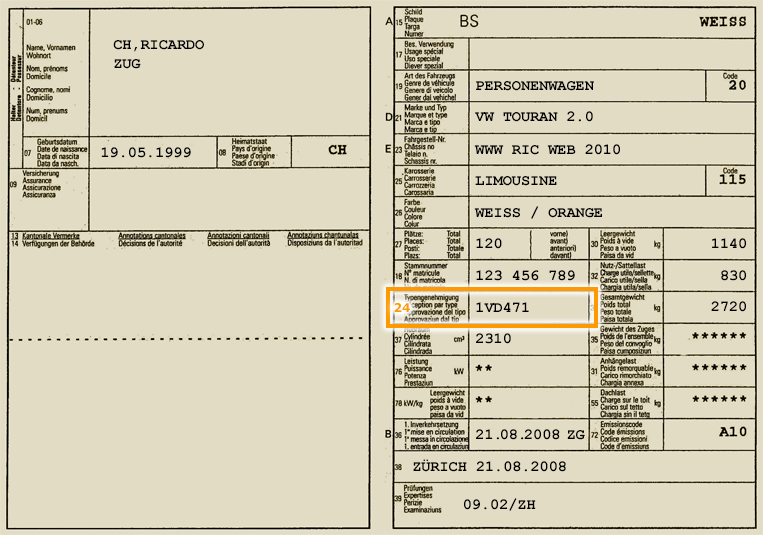 01-06
Name, Vornamen
Wohnort
Nom, prénoms
Domicile
Cognome, nomi
Domicilio
Num, prenums
Domicil
Halter · Détenteur
Detentore · Possessur
CH,RICARDO
ZUG
07 Geburtsdatum
Date de naissance
Data di nascita
Data da nasch.
19.05.1999
08 Heimatstaat
Pays d'origine
Paese d'origine
Stadi d'origin
CH
09 Versicherung
Assurance
Assicurazione
Assicuranza
13 Kantonale Vermerke Annotations cantonales Annotazioni cantonali Annotaziuns chantunalas
14 Verfügungen der Behörde Décisions de l'autorité Decisioni dell'autorità Disposiziuns da l'autoritad
A 15 Schild
Plaque
Targa
Numer
BS WEISS
17 Bes. Verwendung
Usage spécial
Uso speciale
Diever spezial
19 Art des Fahrzeugs
Genre de véhicule
Genere di veicolo
Gener dal vehichel
PERSONENWAGEN
Code
20
D 21 Marke und Typ
Marque et type
Marca e tipo
Marca e tip
VW TOURAN 2.0
E 23 Fahrgestell-Nr.
Châssis no
Telaio n.
Schassis nr.
WWW RIC WEB 2010
25 Karosserie
Carrosserie
Carrozzeria
Carossaria
LIMOUSINE
Code
115
26 Farbe
Couleur
Colore
Colur
WEISS / ORANGE
27 Plätze: Total
Places: Total
Posti: Totale
Plazs: Total
120
vorne)
avant)
anteriori)
davant)
30 Leergewicht
Poids à vide
Peso a vuoto
Paisa da vid
kg
1140
18 Stammnummer
N° matricule
N. di matricola
123 456 789
32 Nutz-/Sattellast
Charge utile/sellette
Carico utile/sella
Chargia utila/sella
kg
830
24 Typengenehmigung
Réception par type
Approvazione del tipo
Approvaziun dal tip
1VD471
Gesamtgewicht
Poids total
Peso totale
Paisa totala
kg
2720
37 Hubraum
Cylindrée
Cilindrata
Cilindrada
cm³
2310
35 Gewicht des Zuges
Poids de l'ensemble
Peso del convoglio
Paisa cumposiziun
kg
******
76 Leistung
Puissance
Potenza
Prestaziun
kW
**
31 Anhängelast
Poids remorquable
Carico rimorchiato
Chargia annexa
kg
******
78 kW/kg Leergewicht
poids à vide
peso a vuoto
paisa da vid
**
55 Dachlast
Charge sur le toit
Carico sul tetto
Chargia sin il tetg
kg
******
B 36 1. Inverkehrsetzung
1re mise en circulation
1a messa in circolazione
1. entrada en circulaziun
21.08.2008 ZG
72 Emissionscode
Code émissions
Codice emissioni
Code d'emissiuns
A10
38 ZÜRICH 21.08.2008
39 Prüfungen
Expertises
Perizie
Examinaziuns
09.02/ZH